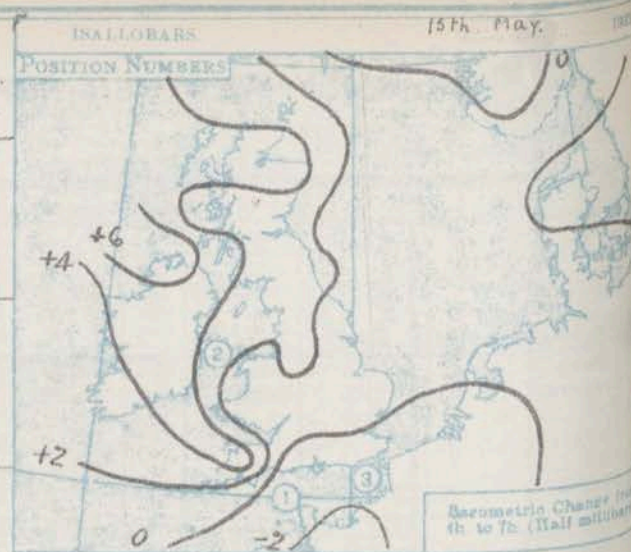 ISALLOBARS
15th May.
POSITION NUMBERS
0
+6
+4
2
+2
3
1
0
-2
Barometric Change
4h to 7h (Half